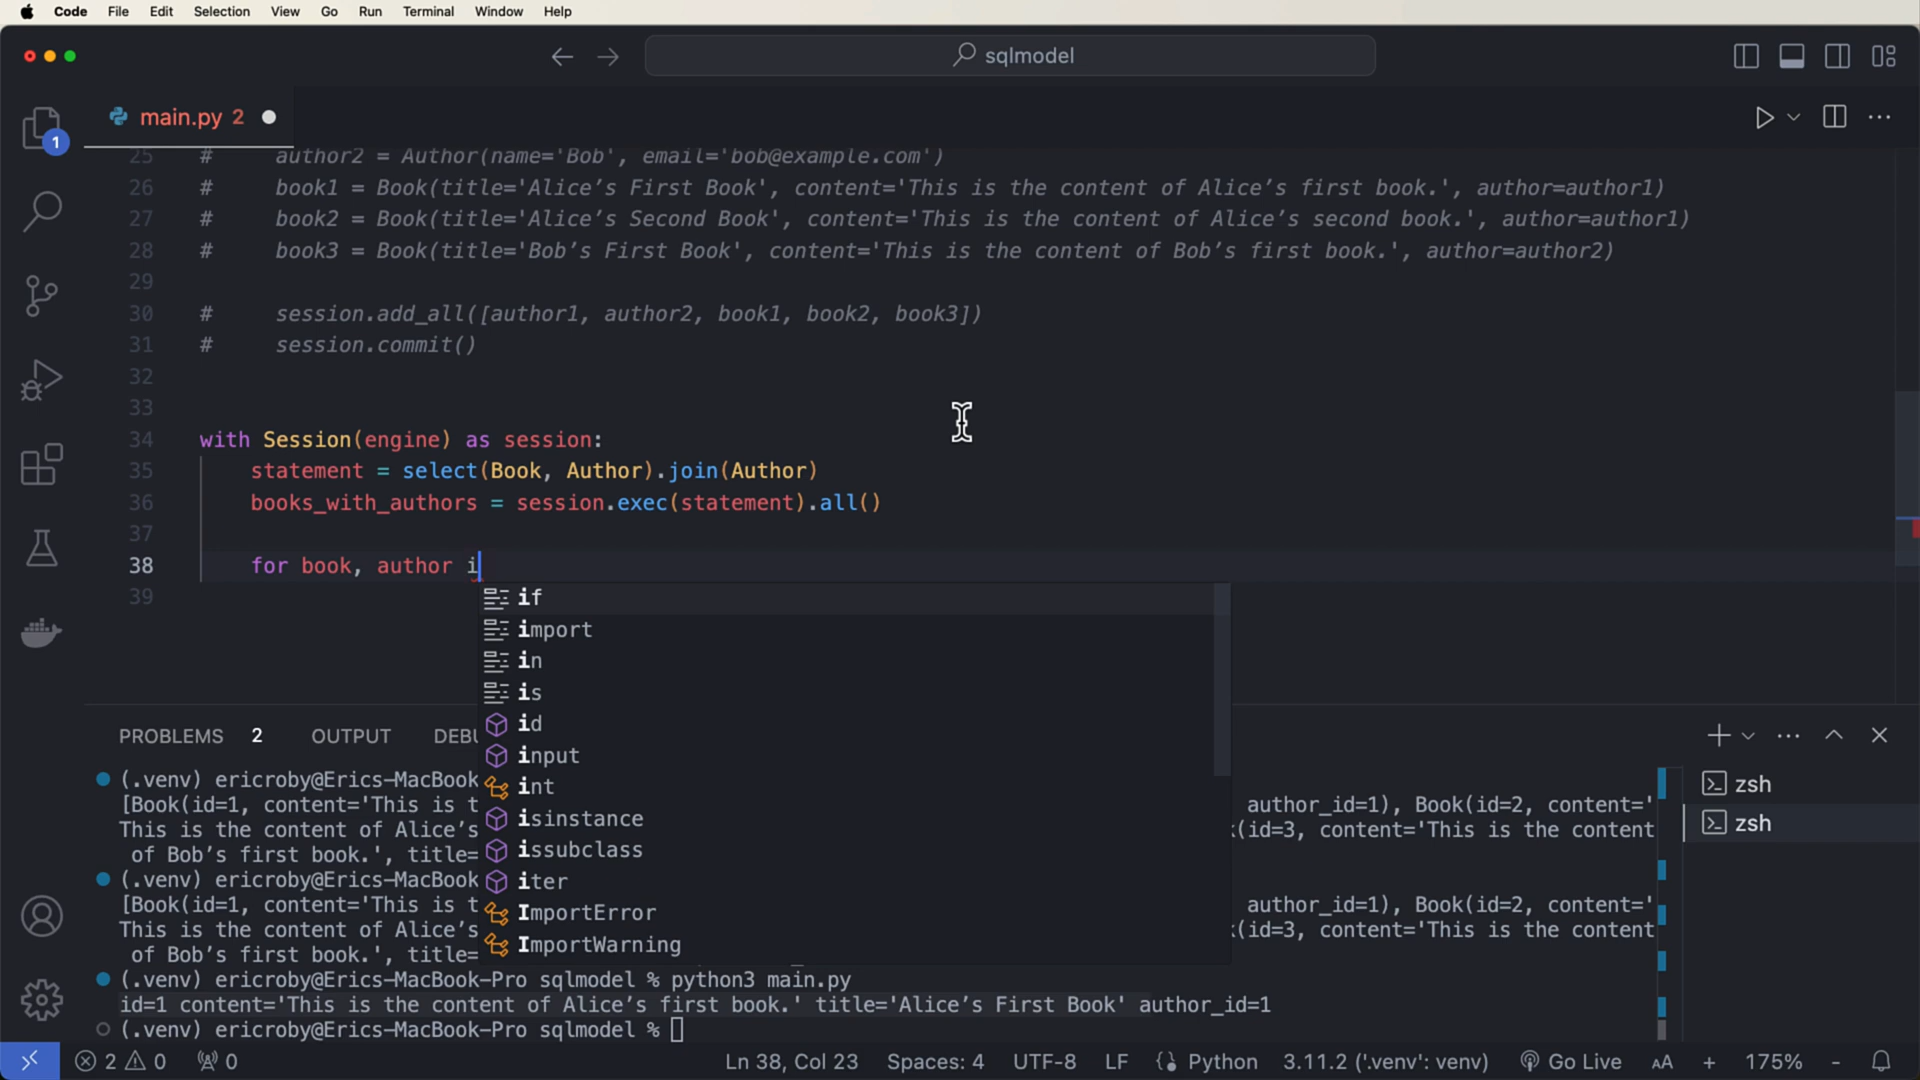 Code File Edit Selection View Go Run Terminal Window Help
sqlmodel
main.py 2
25 # author2 = Author(name='Bob', email='bob@example.com')
26 # book1 = Book(title='Alice’s First Book', content='This is the content of Alice’s first book.', author=author1)
27 # book2 = Book(title='Alice’s Second Book', content='This is the content of Alice’s second book.', author=author1)
28 # book3 = Book(title='Bob’s First Book', content='This is the content of Bob’s first book.', author=author2)
29
30 # session.add_all([author1, author2, book1, book2, book3])
31 # session.commit()
32
33
34 with Session(engine) as session:
35 statement = select(Book, Author).join(Author)
36 books_with_authors = session.exec(statement).all()
37
38 for book, author i
39
if
import
in
is
id
input
int
isinstance
issubclass
iter
ImportError
ImportWarning
1
PROBLEMS 2 OUTPUT DEBU
(.venv) ericroby@Erics-MacBook
[Book(id=1, content='This is t author_id=1), Book(id=2, content='
This is the content of Alice’s k(id=3, content='This is the content
of Bob’s first book.', title=
(.venv) ericroby@Erics-MacBook
[Book(id=1, content='This is t author_id=1), Book(id=2, content='
This is the content of Alice’s k(id=3, content='This is the content
of Bob’s first book.', title=
(.venv) ericroby@Erics-MacBook-Pro sqlmodel % python3 main.py
id=1 content='This is the content of Alice’s first book.' title='Alice’s First Book' author_id=1
(.venv) ericroby@Erics-MacBook-Pro sqlmodel %
zsh
zsh
2 0 0 Ln 38, Col 23 Spaces: 4 UTF-8 LF {} Python 3.11.2 ('.venv': venv) Go Live AA + 175% -